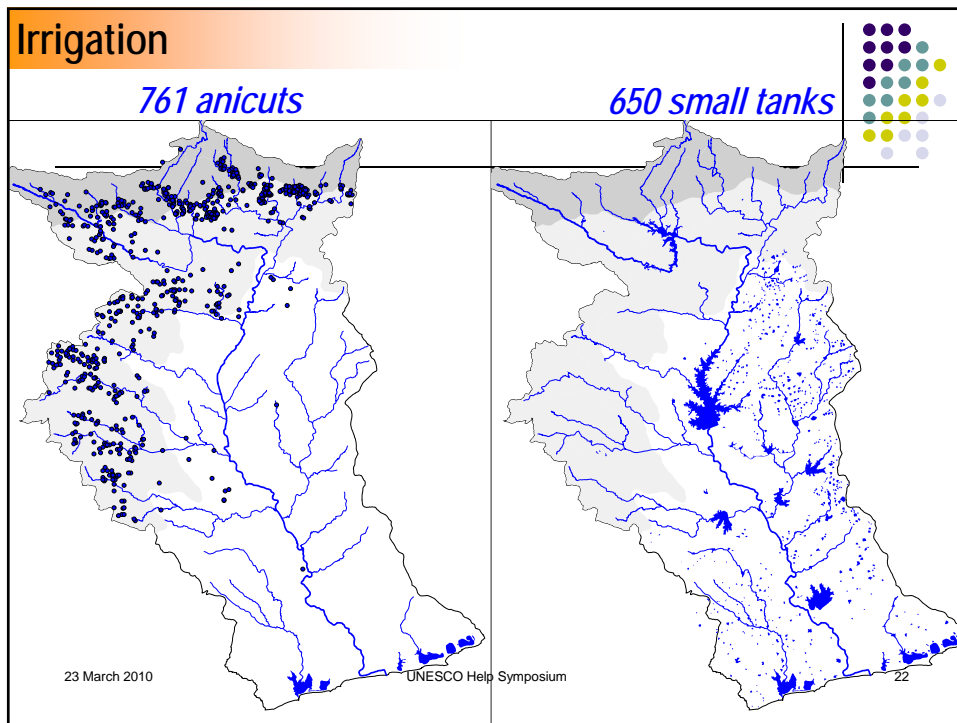 Irrigation
761 anicuts
650 small tanks
23 March 2010
UNESCO Help Symposium
22